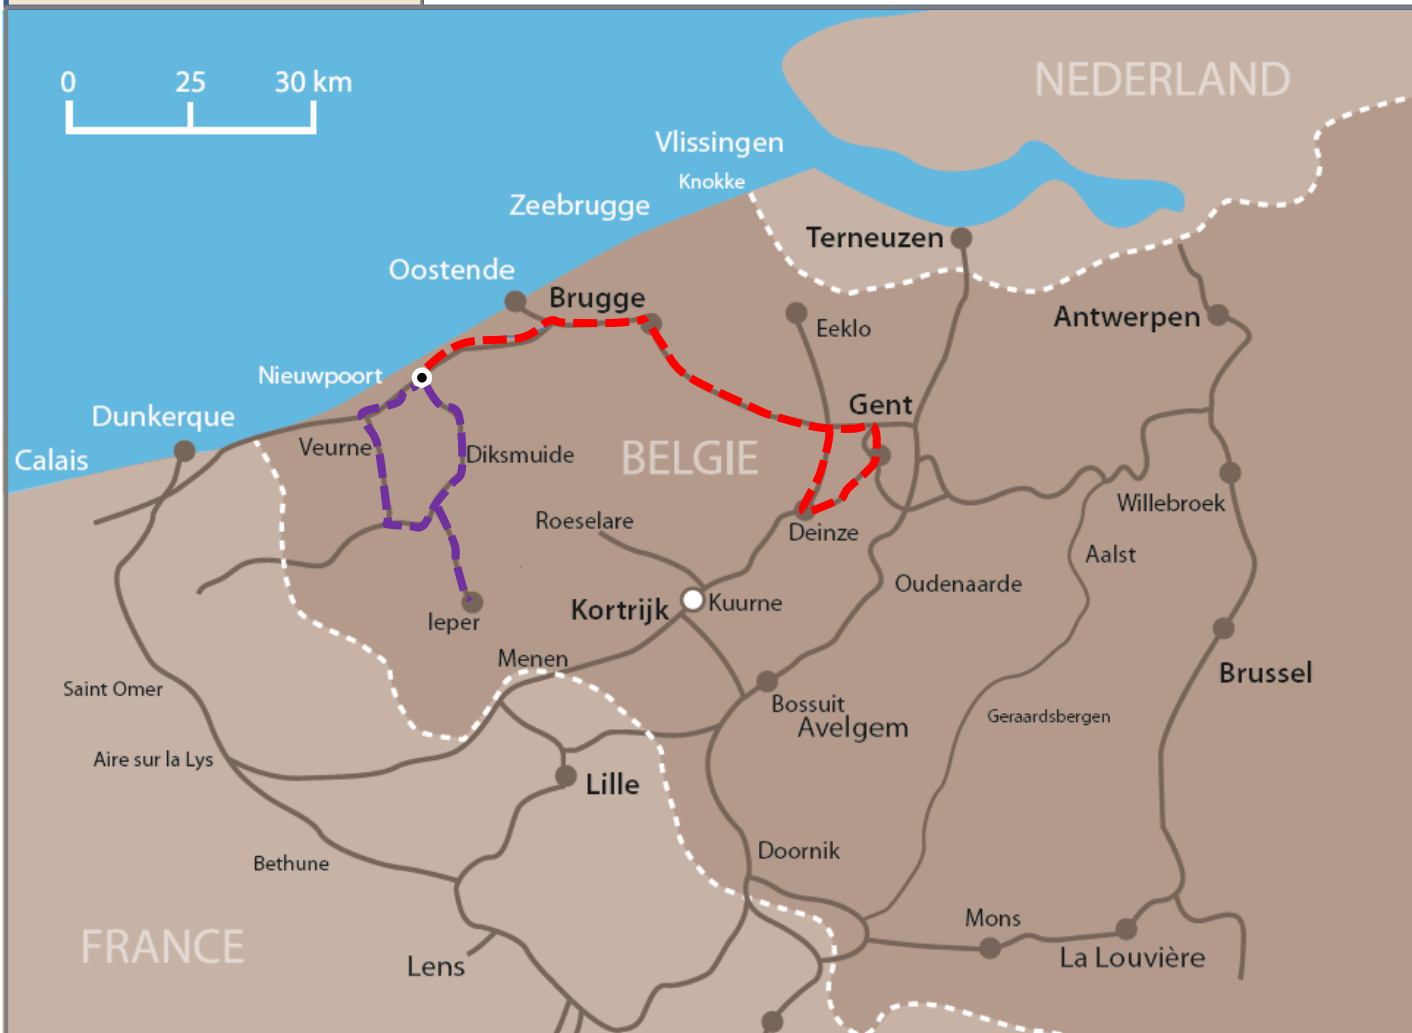 0 25 30 km
NEDERLAND
Vlissingen
Knokke
Zeebrugge
Terneuzen
Oostende
Brugge
Antwerpen
Eeklo
Nieuwpoort
Gent
Dunkerque
Veurne
Diksmuide
BELGIE
Calais
Willebroek
Roeselare
Deinze
Aalst
Oudenaarde
Kortrijk
Kuurne
Ieper
Menen
Brussel
Saint Omer
Bossuit
Geraardsbergen
Avelgem
Aire sur la Lys
Lille
Doornik
Bethune
Mons
FRANCE
La Louvière
Lens